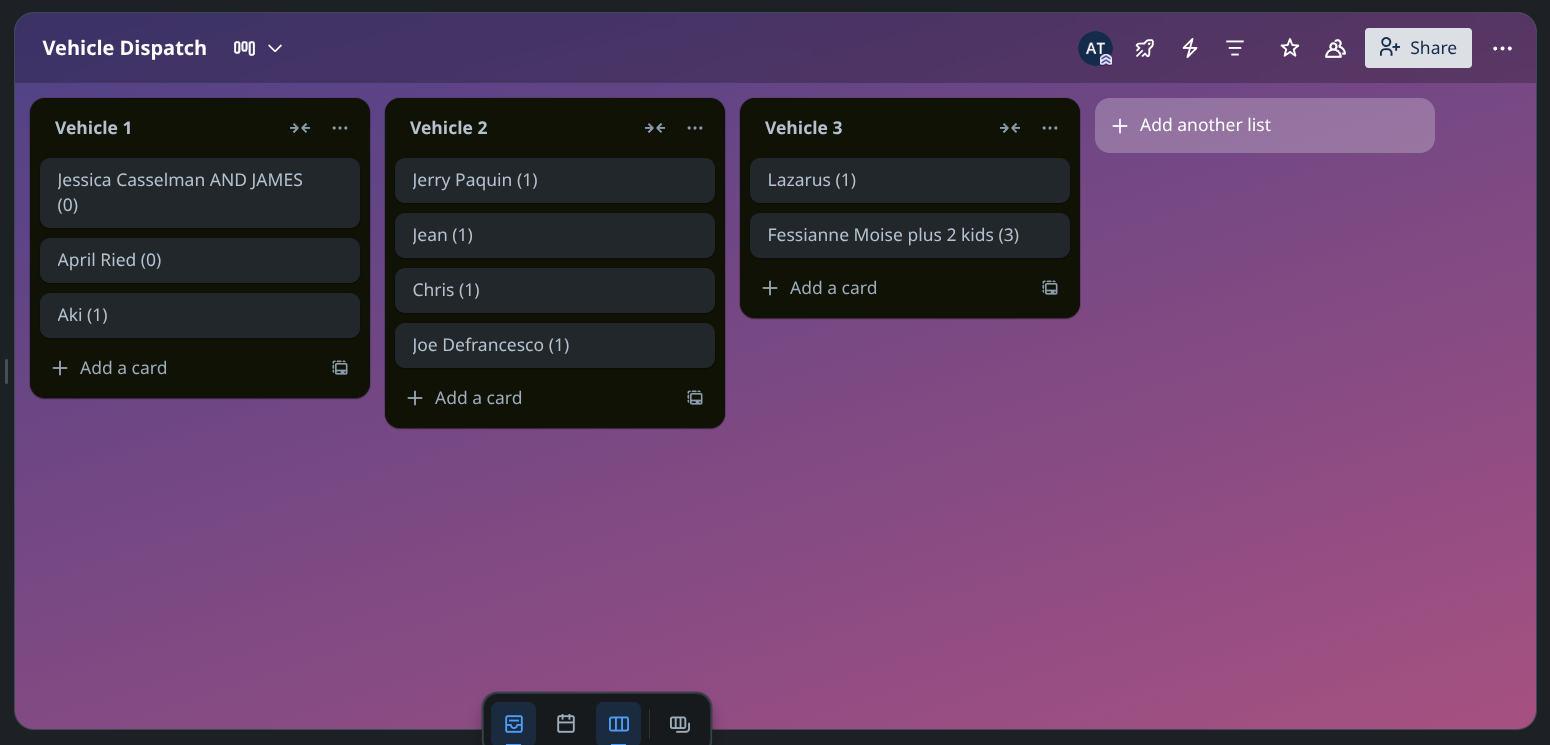 Vehicle Dispatch
AT
Share
Vehicle 1
Jessica Casselman AND JAMES
(0)
April Ried (0)
Aki (1)
Add a card
Vehicle 2
Jerry Paquin (1)
Jean (1)
Chris (1)
Joe Defrancesco (1)
Add a card
Vehicle 3
Lazarus (1)
Fessianne Moise plus 2 kids (3)
Add a card
Add another list